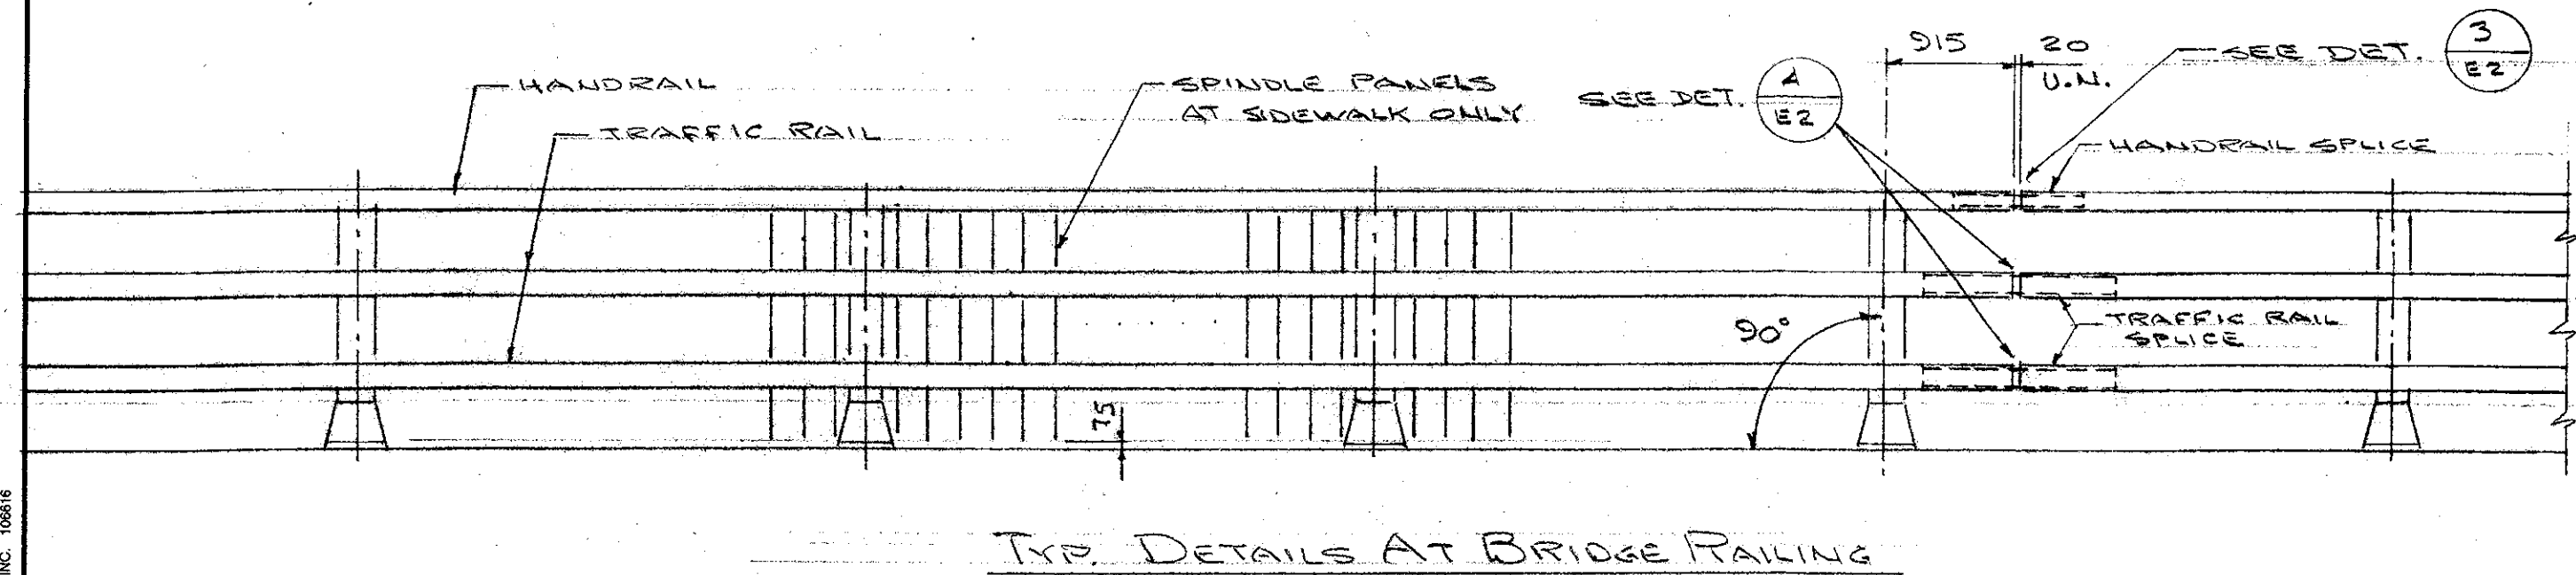 HANDRAIL
TRAFFIC RAIL
SPINDLE PANELS
AT SIDEWALK ONLY
SEE DET.
4
E2
915
20
U.N.
SEE DET.
3
E2
HANDRAIL SPLICE
90°
TRAFFIC RAIL
SPLICE
75
TYP. DETAILS AT BRIDGE RAILING
INC. 106616